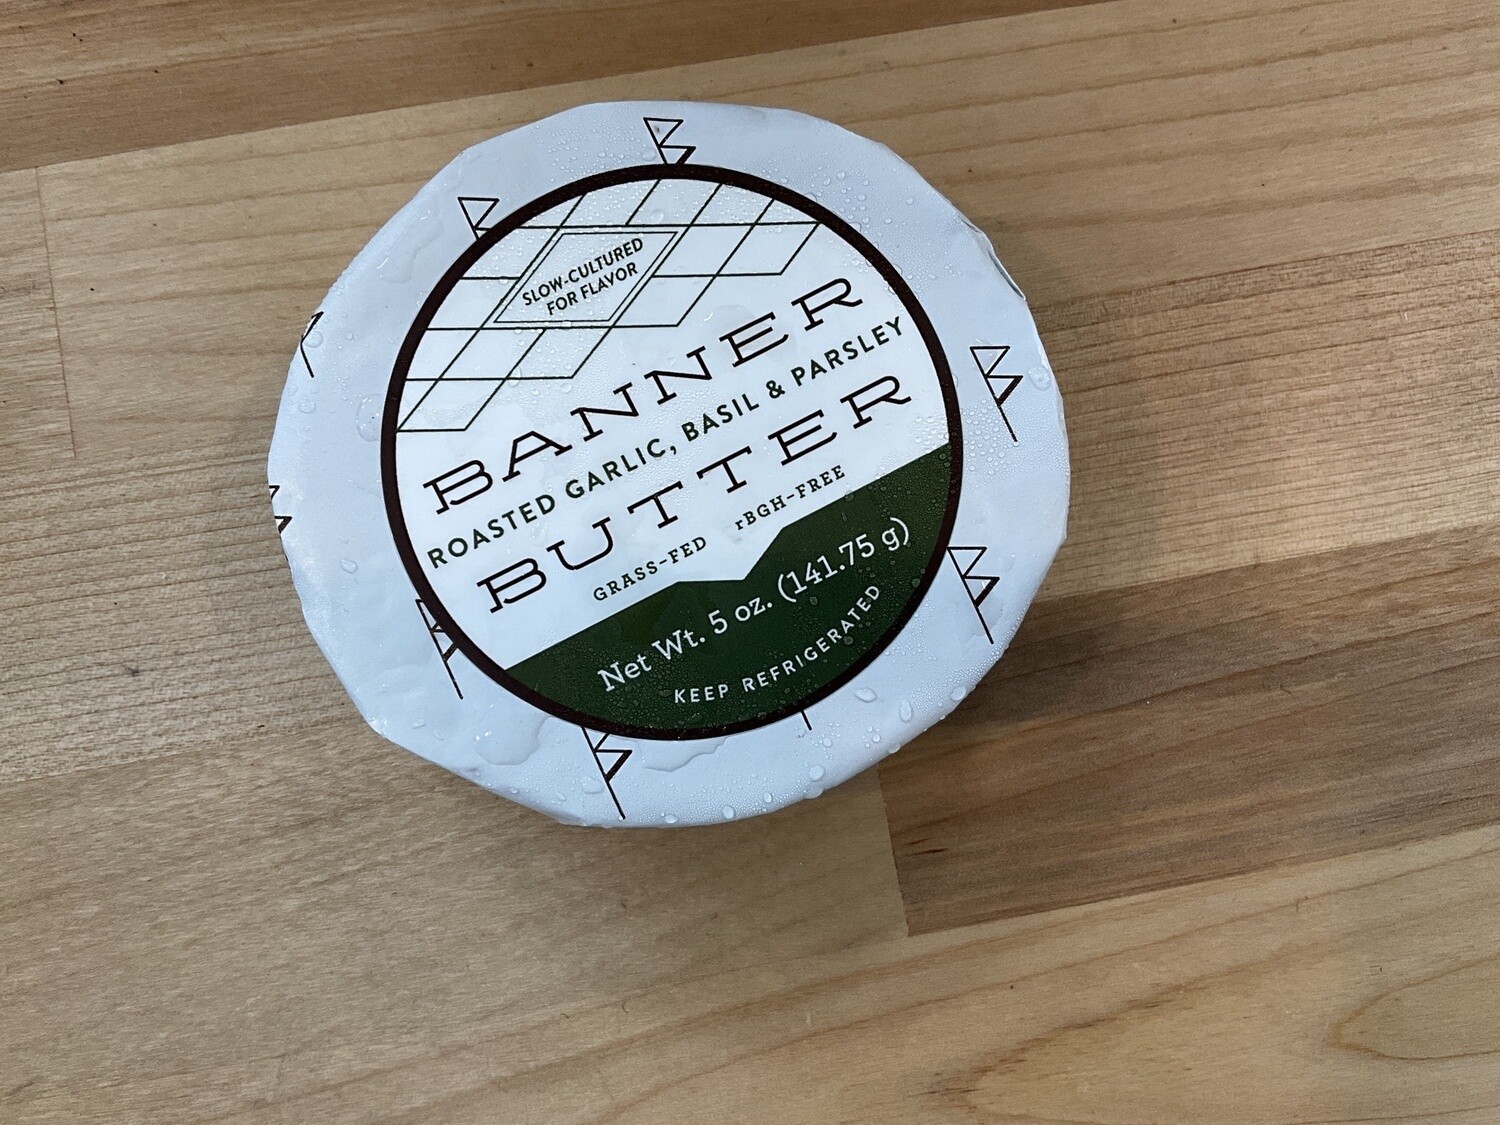 SLOW-CULTURED
FOR FLAVOR
BANNER
ROASTED GARLIC, BASIL & PARSLEY
BUTTER
GRASS-FED rBGH-FREE
Net Wt. 5 oz. (141.75 g)
KEEP REFRIGERATED